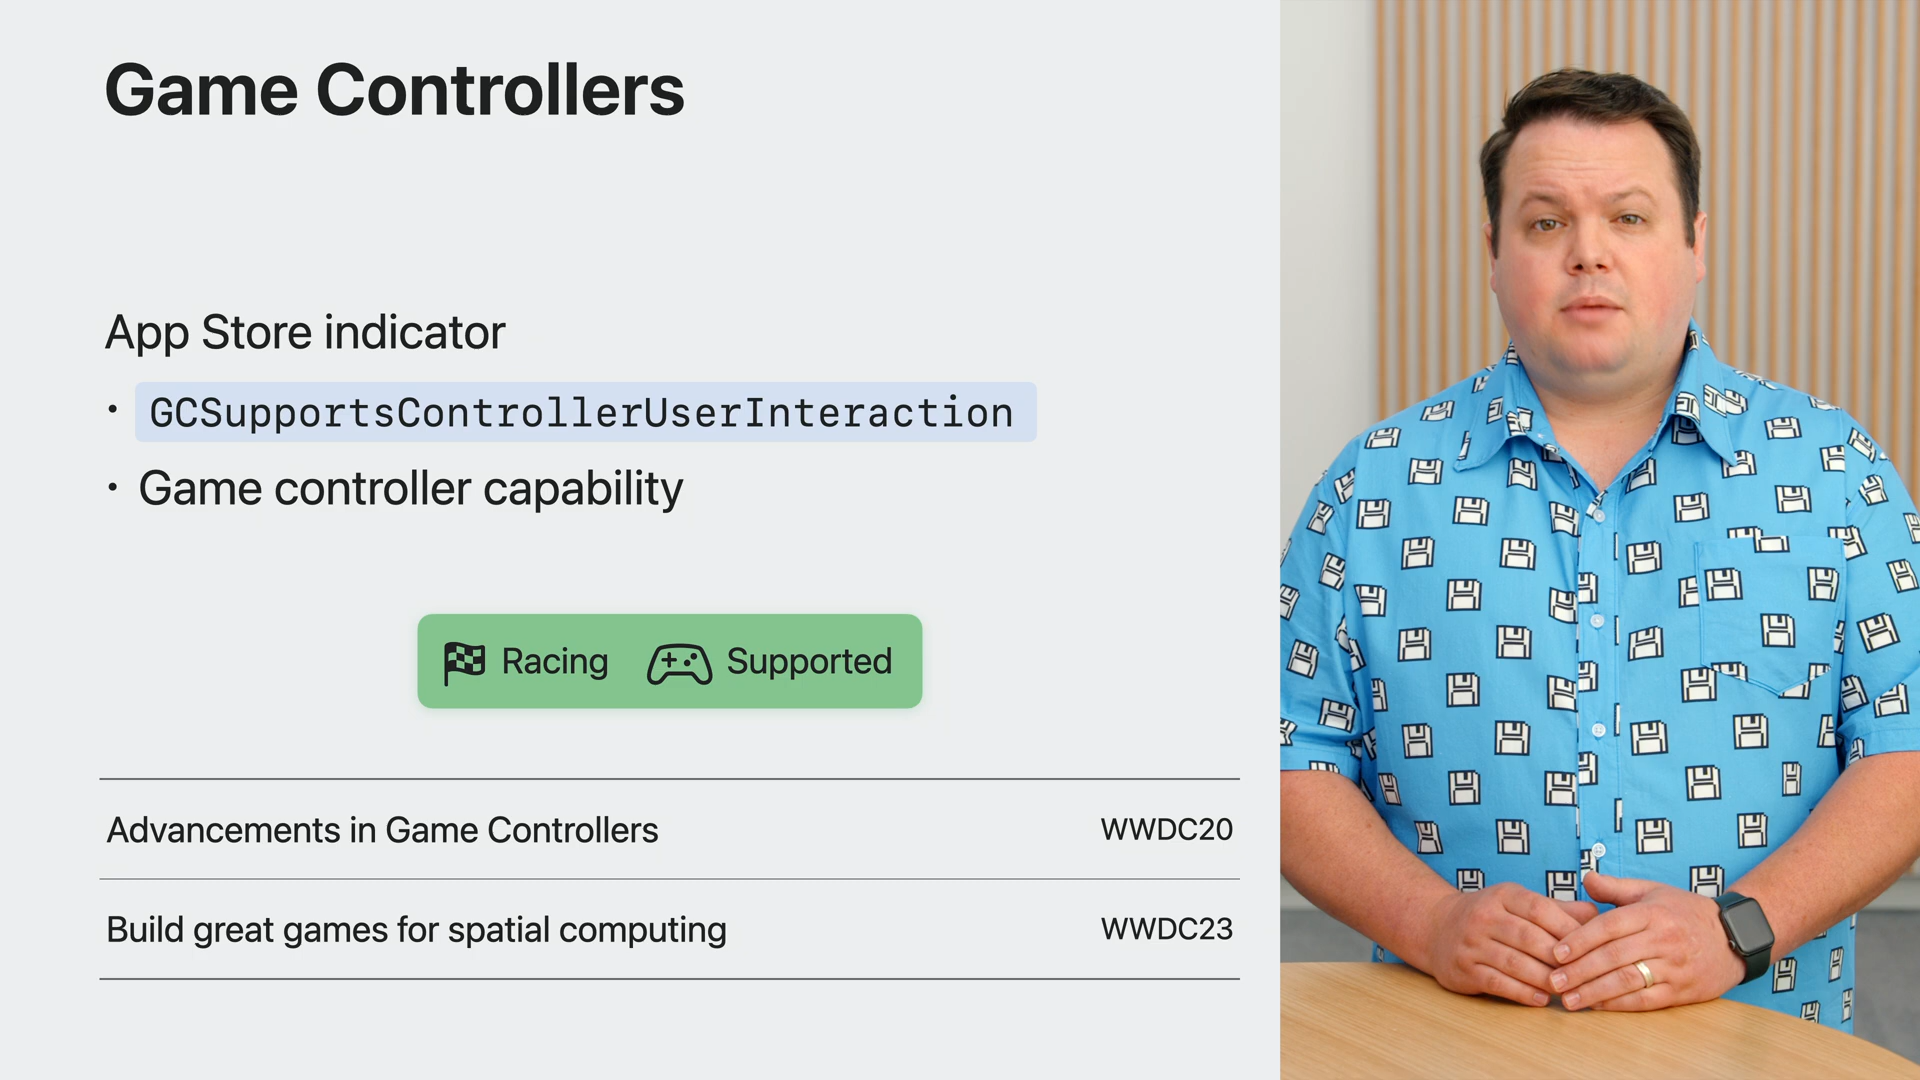 Game Controllers
App Store indicator
• GCSupportsControllerUserInteraction
• Game controller capability
Racing Supported
Advancements in Game Controllers WWDC20
Build great games for spatial computing WWDC23